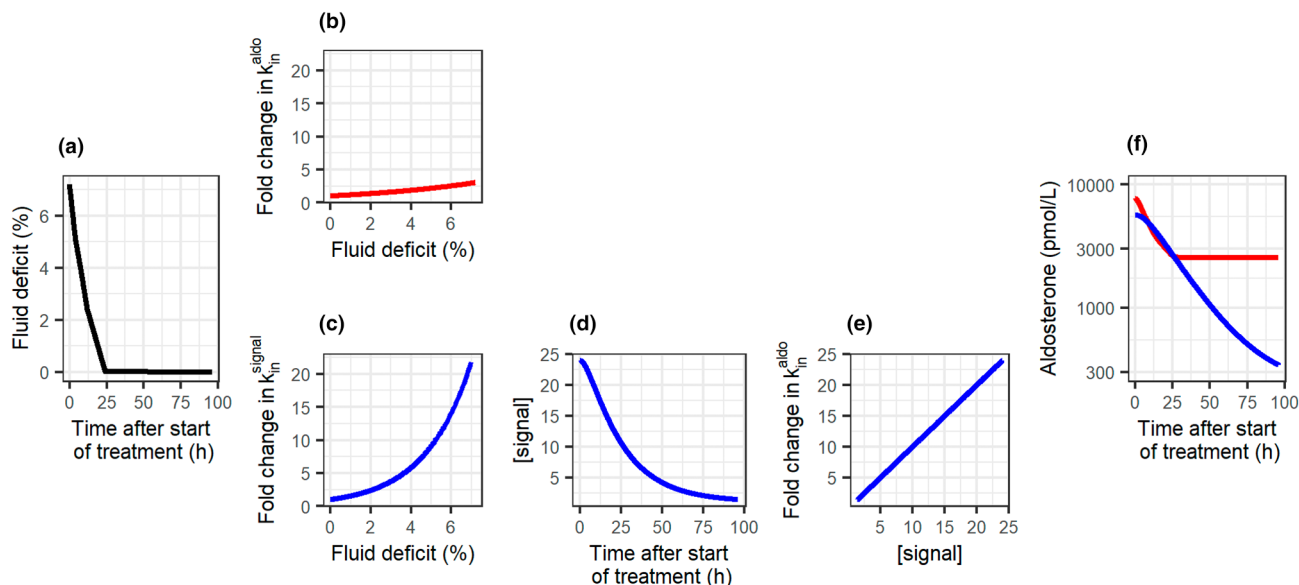 (a)
Fluid deficit (%)
6
4
2
0
0 25 50 75 100
Time after start
of treatment (h)
(b)
Fold change in k_in^aldo
20
15
10
5
0
0 2 4 6
Fluid deficit (%)
(c)
Fold change in k_in^signal
25
20
15
10
5
0
0 2 4 6
Fluid deficit (%)
(d)
[signal]
25
20
15
10
5
0 25 50 75 100
Time after start
of treatment (h)
(e)
Fold change in k_in^aldo
25
20
15
10
5
5 10 15 20 25
[signal]
(f)
Aldosterone (pmol/L)
10000
3000
1000
300
0 25 50 75 100
Time after start
of treatment (h)